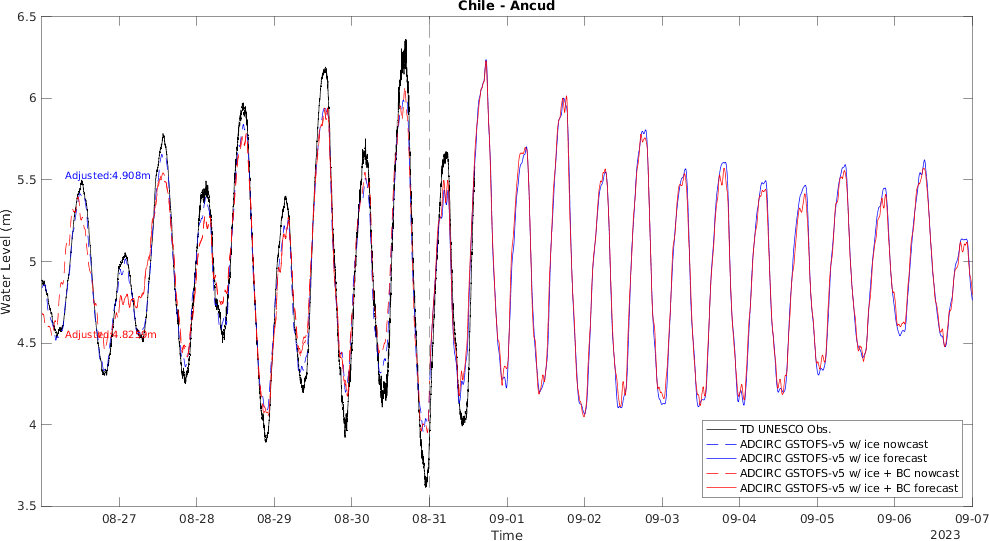 Chile - Ancud
6.5
6
5.5
5
4.5
4
3.5
Water Level (m)
Adjusted:4.908m
08-27
08-28
08-29
08-30
08-31
09-01
09-02
09-03
09-04
09-05
09-06
09-07
Time
2023
TD UNESCO Obs.
ADCIRC GSTOFS-v5 w/ ice nowcast
ADCIRC GSTOFS-v5 w/ ice forecast
ADCIRC GSTOFS-v5 w/ ice + BC nowcast
ADCIRC GSTOFS-v5 w/ ice + BC forecast